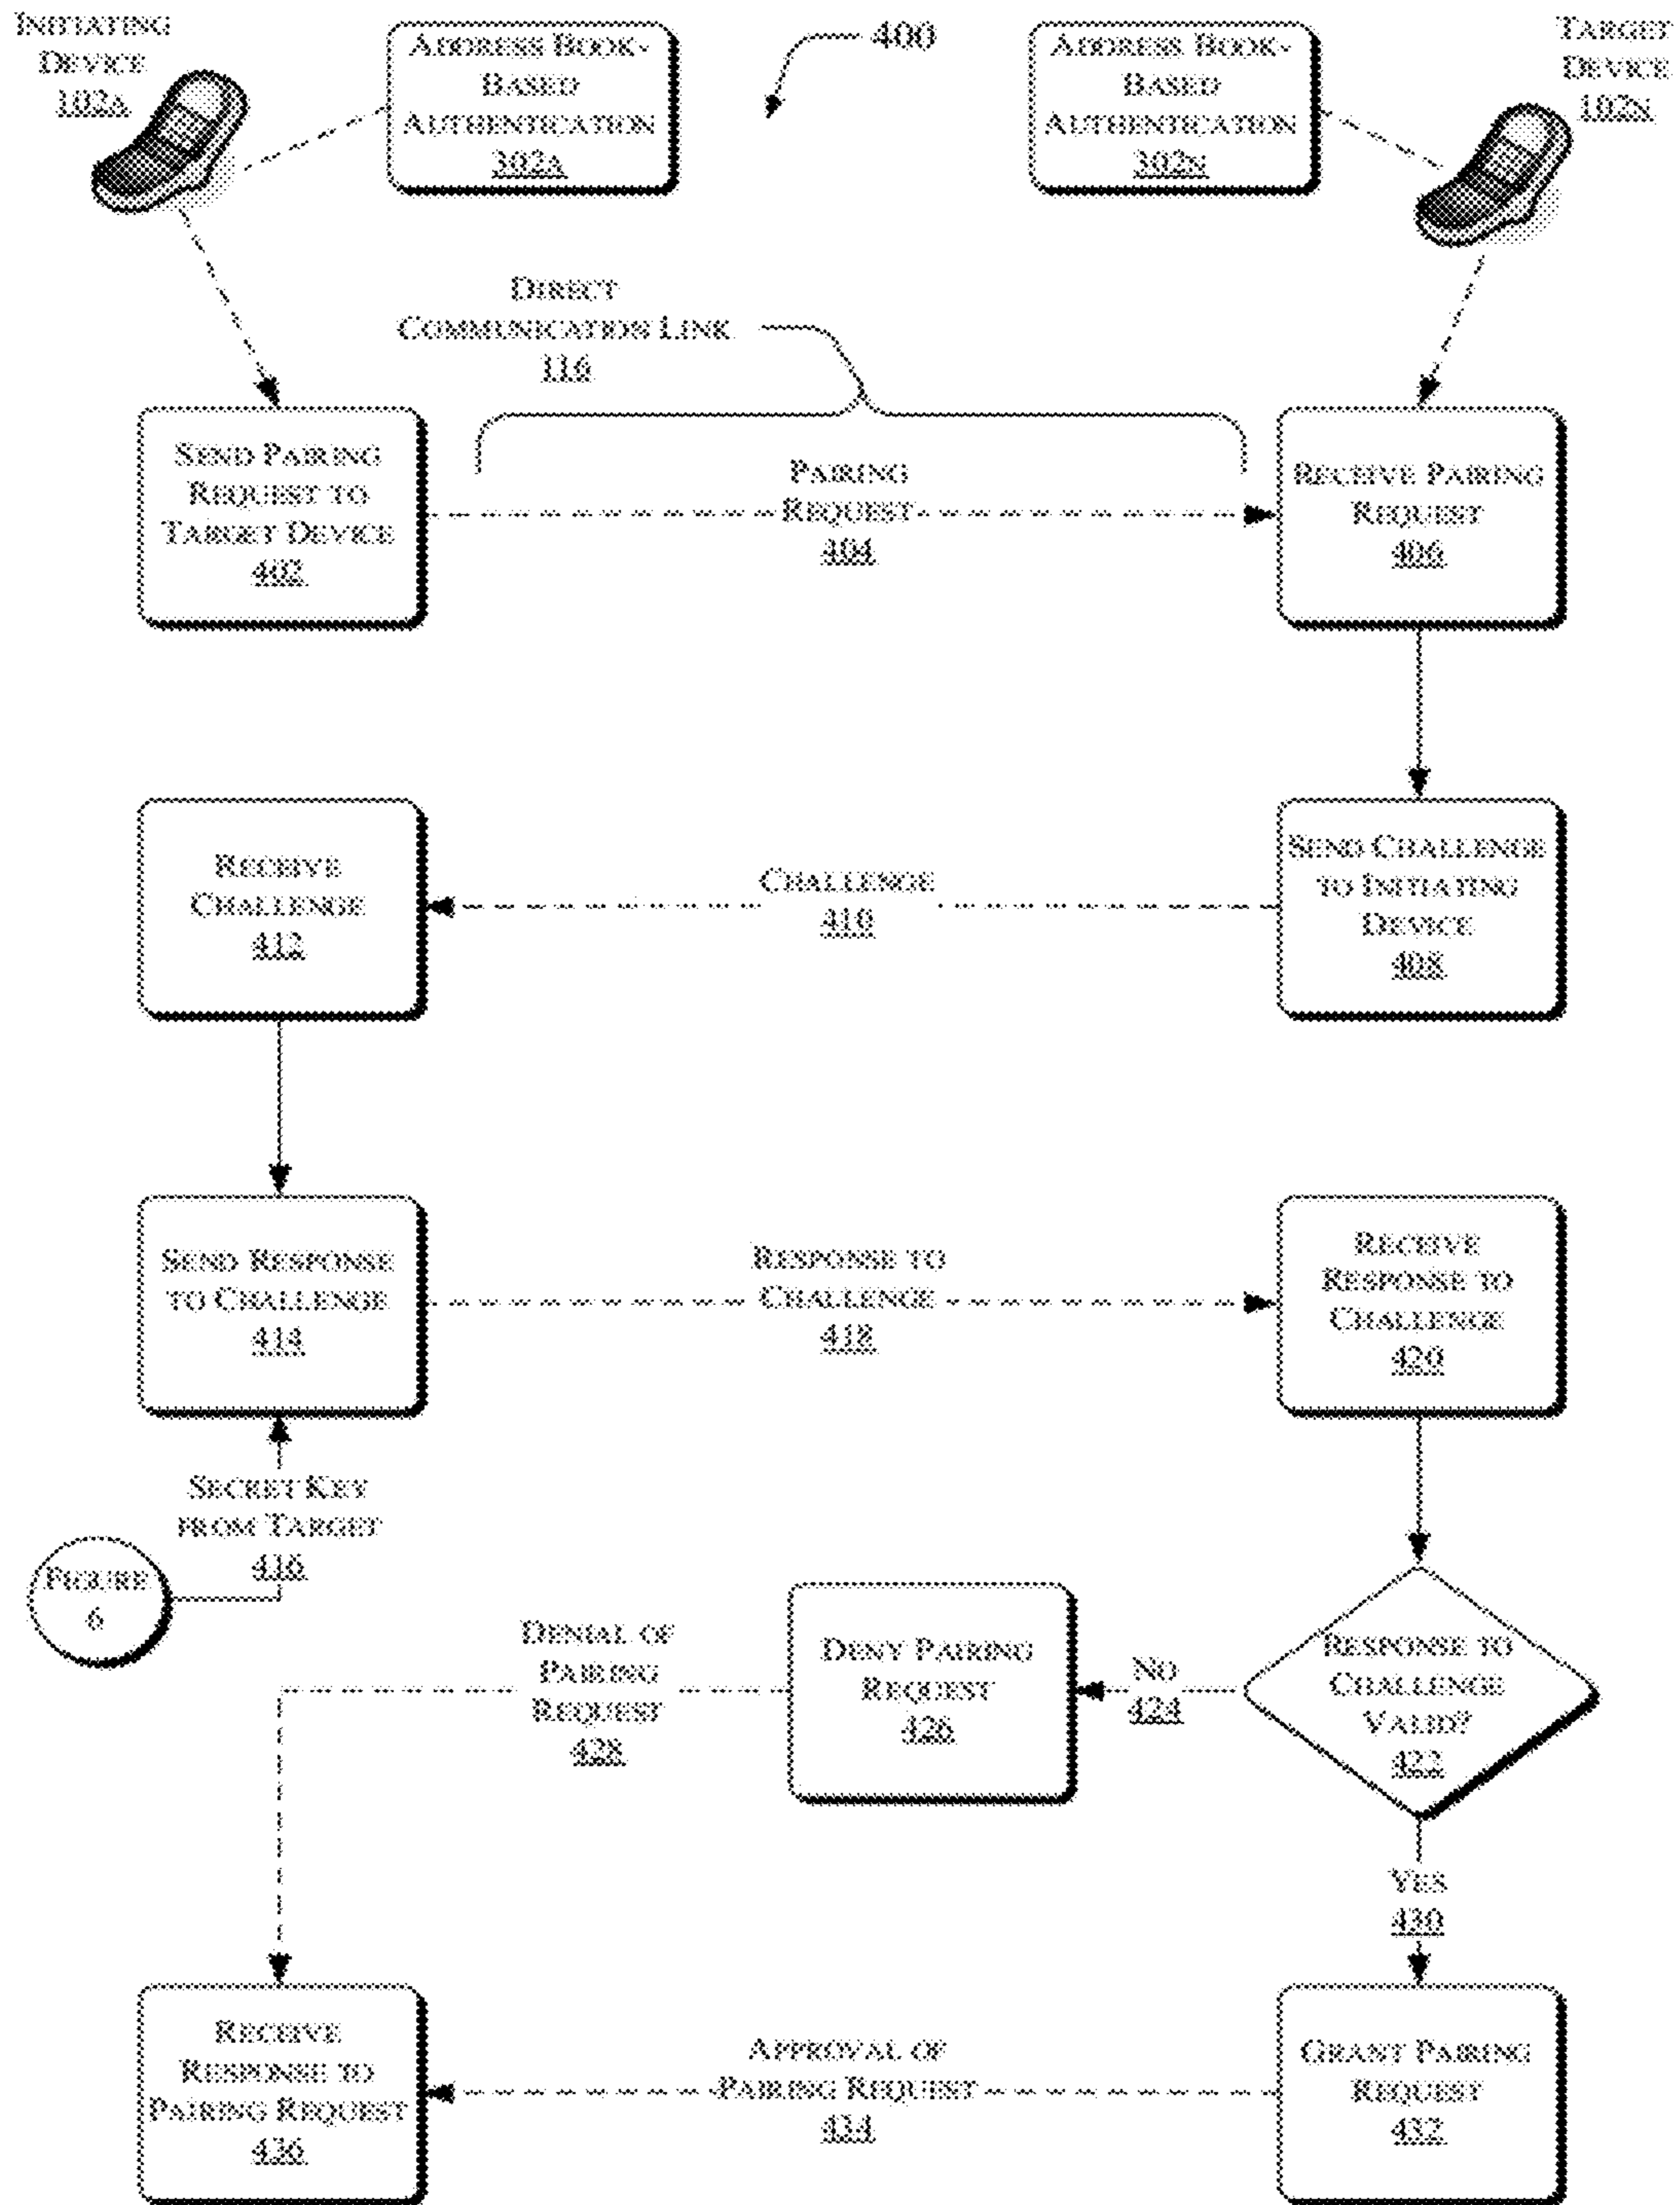 INITIATING
DEVICE
102A
ADDRESS BOOK-
BASED
AUTHENTICATION
302A
400
ADDRESS BOOK-
BASED
AUTHENTICATION
302N
TARGET
DEVICE
102N
DIRECT
COMMUNICATION LINK
116
SEND PAIRING
REQUEST TO
TARGET DEVICE
402
PAIRING
REQUEST
404
RECEIVE PAIRING
REQUEST
406
RECEIVE
CHALLENGE
412
CHALLENGE
410
SEND CHALLENGE
TO INITIATING
DEVICE
408
SEND RESPONSE
TO CHALLENGE
414
RESPONSE TO
CHALLENGE
418
RECEIVE
RESPONSE TO
CHALLENGE
420
SECRET KEY
FROM TARGET
416
FIGURE
6
DENIAL OF
PAIRING
REQUEST
428
DENY PAIRING
REQUEST
426
NO
424
RESPONSE TO
CHALLENGE
VALID?
422
YES
430
RECEIVE
RESPONSE TO
PAIRING REQUEST
436
APPROVAL OF
PAIRING REQUEST
434
GRANT PAIRING
REQUEST
432